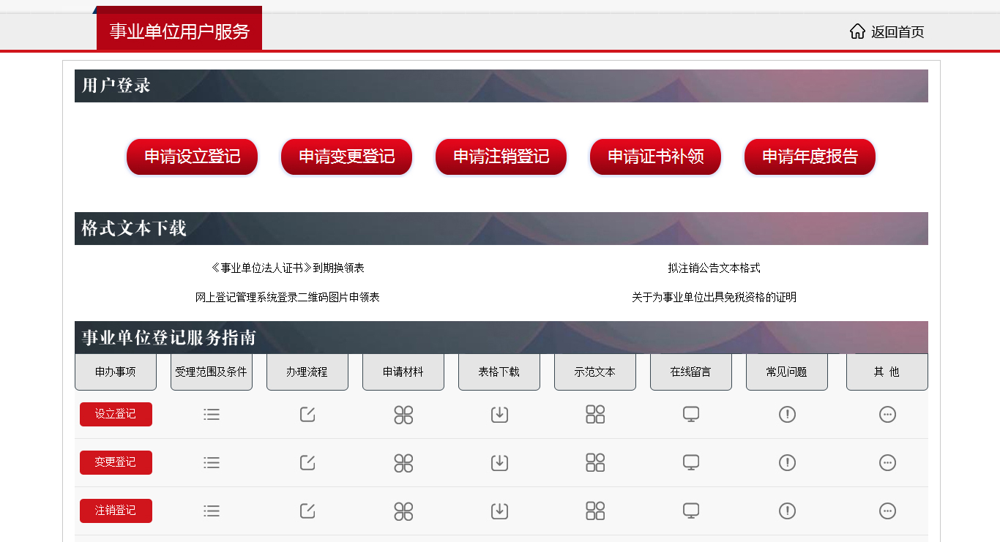 事业单位用户服务
返回首页
用户登录
申请设立登记 申请变更登记 申请注销登记 申请证书补领 申请年度报告
格式文本下载
《事业单位法人证书》到期换领表 拟注销公告文本格式
网上登记管理系统登录二维码图片申领表 关于为事业单位出具免税资格的证明
事业单位登记服务指南
申办事项 受理范围及条件 办理流程 申请材料 表格下载 示范文本 在线留言 常见问题 其 他
设立登记
变更登记
注销登记